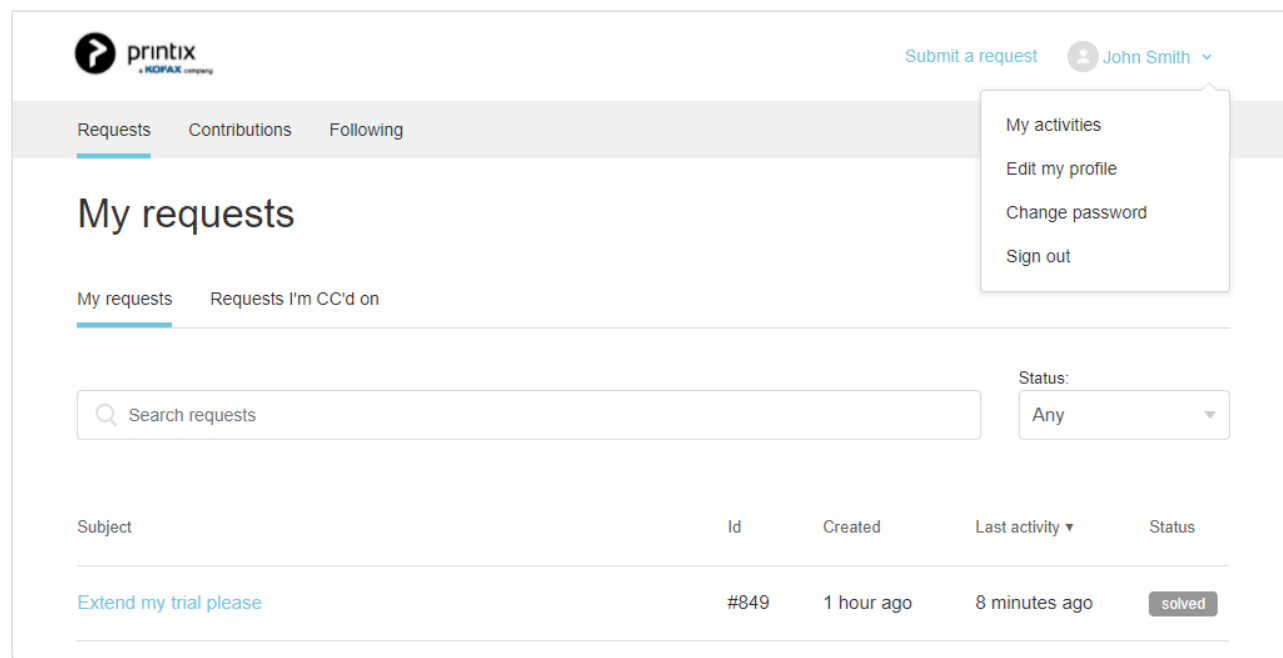 printix
a KOFAX company
Submit a request John Smith
Requests Contributions Following
My activities
Edit my profile
Change password
Sign out
My requests
My requests Requests I'm CC'd on
Status:
Search requests Any
Subject Id Created Last activity ▼ Status
Extend my trial please #849 1 hour ago 8 minutes ago solved